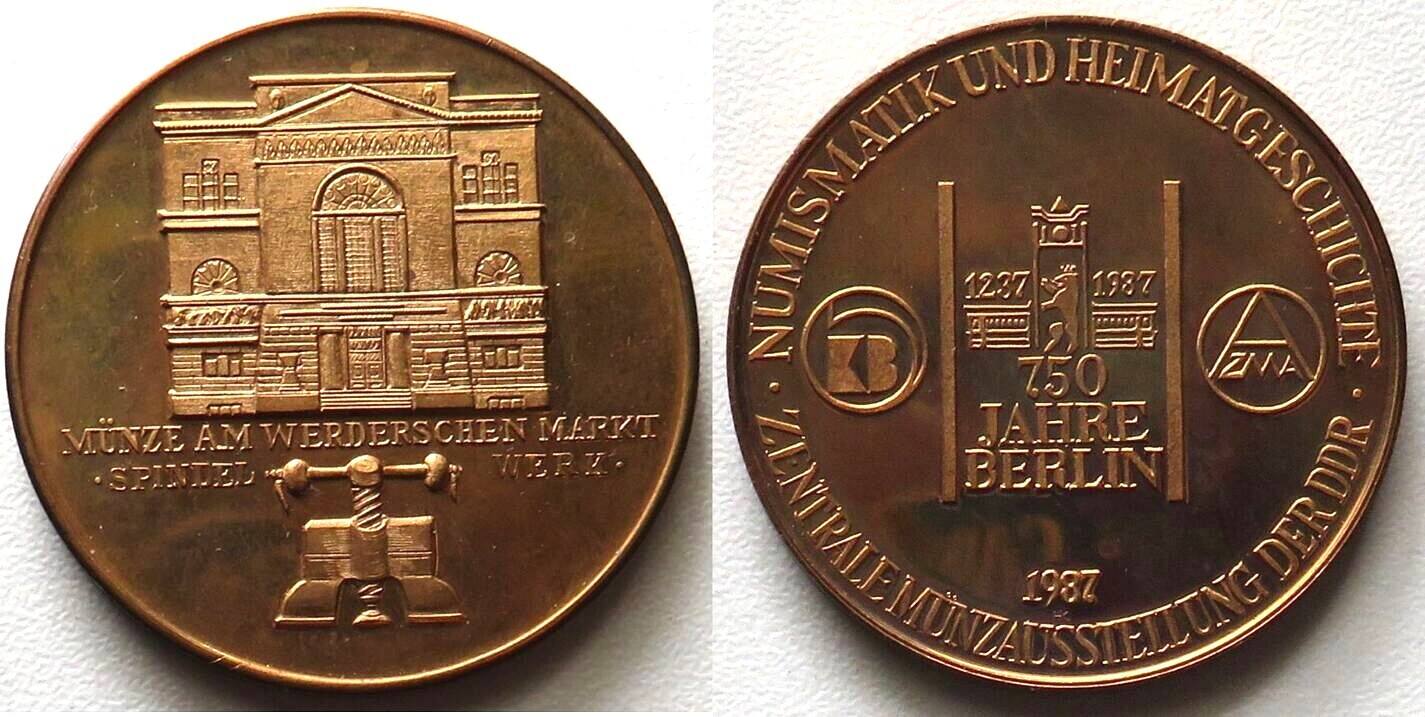 MÜNZE AM WERDERSCHEN MARKT
· SPINDEL WERK ·
· NUMISMATIK UND HEIMATGESCHICHTE ·
1237 1987
750
JAHRE
BERLIN
KB
ZMA
1987
ZENTRALE MÜNZAUSSTELLUNG DER DDR